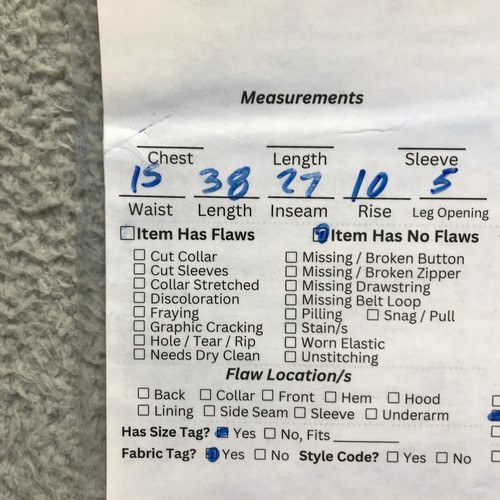 Measurements
Chest Length Sleeve
15 38 27 10 5
Waist Length Inseam Rise Leg Opening
Item Has Flaws Item Has No Flaws
Cut Collar Missing / Broken Button
Cut Sleeves Missing / Broken Zipper
Collar Stretched Missing Drawstring
Discoloration Missing Belt Loop
Fraying Pilling Snag / Pull
Graphic Cracking Stain/s
Hole / Tear / Rip Worn Elastic
Needs Dry Clean Unstitching
Flaw Location/s
Back Collar Front Hem Hood
Lining Side Seam Sleeve Underarm
Has Size Tag? Yes No, Fits
Fabric Tag? Yes No Style Code? Yes No